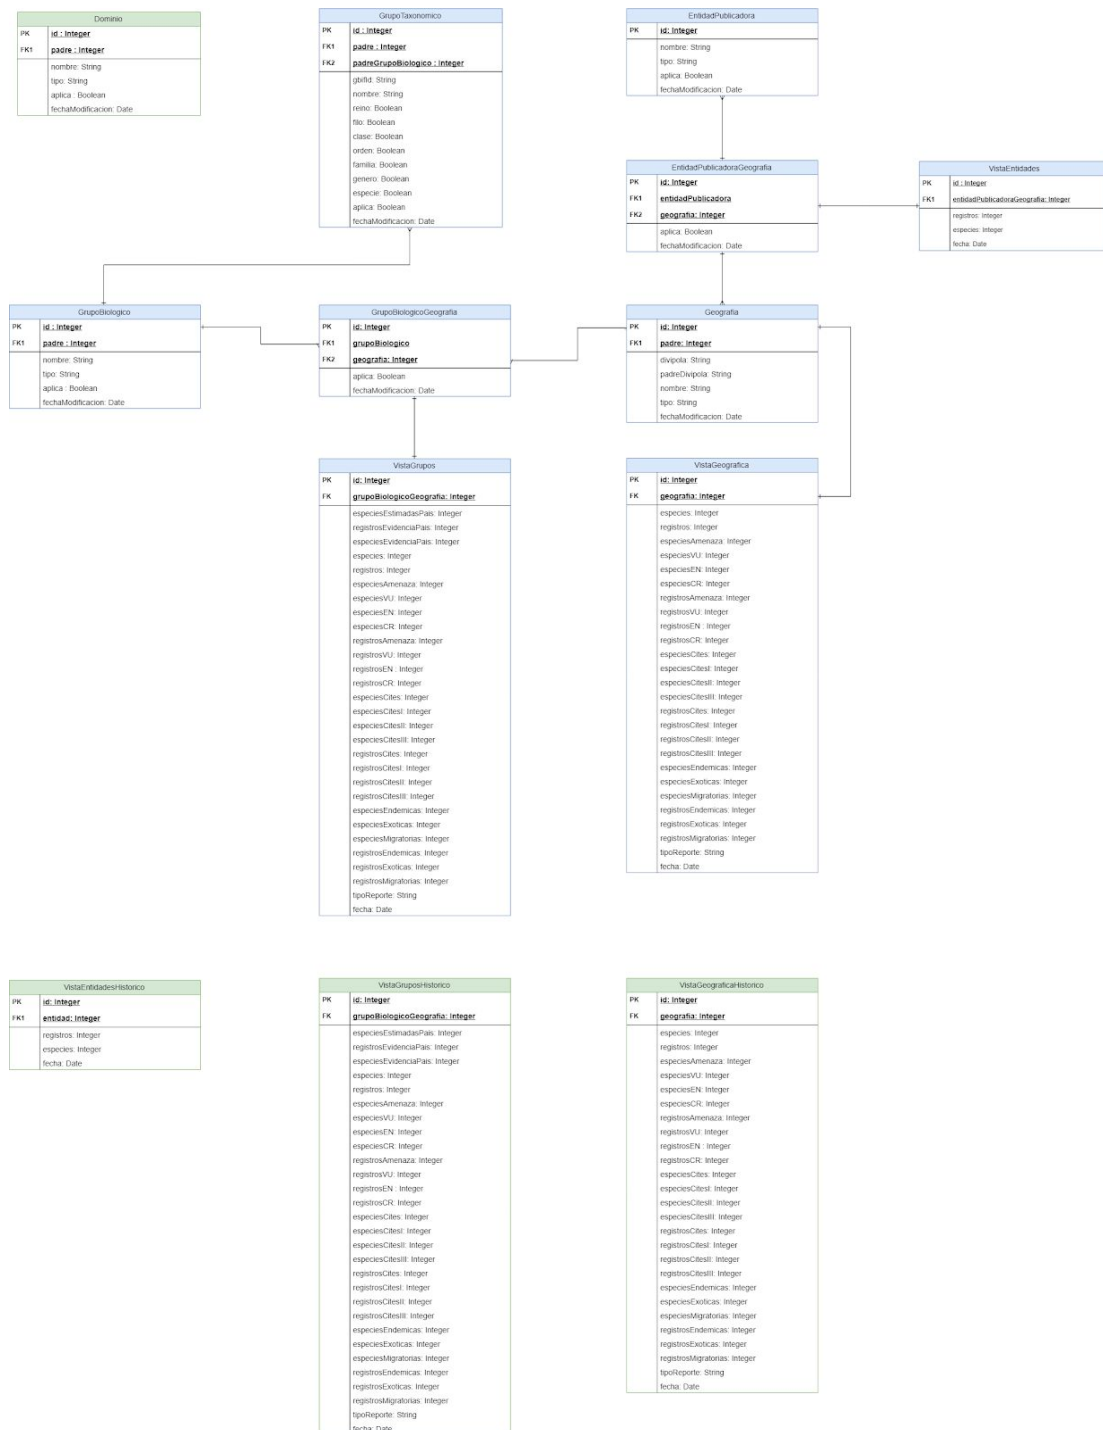 Dominio
PK id : Integer
FK1 padre : Integer
nombre: String
tipo: String
aplica : Boolean
fechaModificacion: Date
GrupoTaxonomico
PK id : Integer
FK1 padre : Integer
FK2 padreGrupoBiologico : Integer
gbifId: String
nombre: String
reino: Boolean
filo: Boolean
clase: Boolean
orden: Boolean
familia: Boolean
genero: Boolean
especie: Boolean
aplica: Boolean
fechaModificacion: Date
EntidadPublicadora
PK id: Integer
nombre: String
tipo: String
aplica: Boolean
fechaModificacion: Date
EntidadPublicadoraGeografia
PK id: Integer
FK1 entidadPublicadora
FK2 geografia: Integer
aplica: Boolean
fechaModificacion: Date
VistaEntidades
PK id : Integer
FK1 entidadPublicadoraGeografia: Integer
registros: Integer
especies: Integer
fecha: Date
GrupoBiologico
PK id : Integer
FK1 padre : Integer
nombre: String
tipo: String
aplica : Boolean
fechaModificacion: Date
GrupoBiologicoGeografia
PK id: Integer
FK1 grupoBiologico
FK2 geografia: Integer
aplica: Boolean
fechaModificacion: Date
Geografia
PK id: Integer
FK1 padre: Integer
divipola: String
padreDivipola: String
nombre: String
tipo: String
fechaModificacion: Date
VistaGrupos
PK id: Integer
FK grupoBiologicoGeografia: Integer
especiesEstimadasPais: Integer
registrosEvidenciaPais: Integer
especiesEvidenciaPais: Integer
especies: Integer
registros: Integer
especiesAmenaza: Integer
especiesVU: Integer
especiesEN: Integer
especiesCR: Integer
registrosAmenaza: Integer
registrosVU: Integer
registrosEN : Integer
registrosCR: Integer
especiesCites: Integer
especiesCitesI: Integer
especiesCitesII: Integer
especiesCitesIII: Integer
registrosCites: Integer
registrosCitesI: Integer
registrosCitesII: Integer
registrosCitesIII: Integer
especiesEndemicas: Integer
especiesExoticas: Integer
especiesMigratorias: Integer
registrosEndemicas: Integer
registrosExoticas: Integer
registrosMigratorias: Integer
tipoReporte: String
fecha: Date
VistaGeografica
PK id: Integer
FK geografia: Integer
especies: Integer
registros: Integer
especiesAmenaza: Integer
especiesVU: Integer
especiesEN: Integer
especiesCR: Integer
registrosAmenaza: Integer
registrosVU: Integer
registrosEN : Integer
registrosCR: Integer
especiesCites: Integer
especiesCitesI: Integer
especiesCitesII: Integer
especiesCitesIII: Integer
registrosCites: Integer
registrosCitesI: Integer
registrosCitesII: Integer
registrosCitesIII: Integer
especiesEndemicas: Integer
especiesExoticas: Integer
especiesMigratorias: Integer
registrosEndemicas: Integer
registrosExoticas: Integer
registrosMigratorias: Integer
tipoReporte: String
fecha: Date
VistaEntidadesHistorico
PK id: Integer
FK1 entidad: Integer
registros: Integer
especies: Integer
fecha: Date
VistaGruposHistorico
PK id: Integer
FK grupoBiologicoGeografia: Integer
especiesEstimadasPais: Integer
registrosEvidenciaPais: Integer
especiesEvidenciaPais: Integer
especies: Integer
registros: Integer
especiesAmenaza: Integer
especiesVU: Integer
especiesEN: Integer
especiesCR: Integer
registrosAmenaza: Integer
registrosVU: Integer
registrosEN : Integer
registrosCR: Integer
especiesCites: Integer
especiesCitesI: Integer
especiesCitesII: Integer
especiesCitesIII: Integer
registrosCites: Integer
registrosCitesI: Integer
registrosCitesII: Integer
registrosCitesIII: Integer
especiesEndemicas: Integer
especiesExoticas: Integer
especiesMigratorias: Integer
registrosEndemicas: Integer
registrosExoticas: Integer
registrosMigratorias: Integer
tipoReporte: String
fecha: Date
VistaGeograficaHistorico
PK id: Integer
FK geografia: Integer
especies: Integer
registros: Integer
especiesAmenaza: Integer
especiesVU: Integer
especiesEN: Integer
especiesCR: Integer
registrosAmenaza: Integer
registrosVU: Integer
registrosEN : Integer
registrosCR: Integer
especiesCites: Integer
especiesCitesI: Integer
especiesCitesII: Integer
especiesCitesIII: Integer
registrosCites: Integer
registrosCitesI: Integer
registrosCitesII: Integer
registrosCitesIII: Integer
especiesEndemicas: Integer
especiesExoticas: Integer
especiesMigratorias: Integer
registrosEndemicas: Integer
registrosExoticas: Integer
registrosMigratorias: Integer
tipoReporte: String
fecha: Date